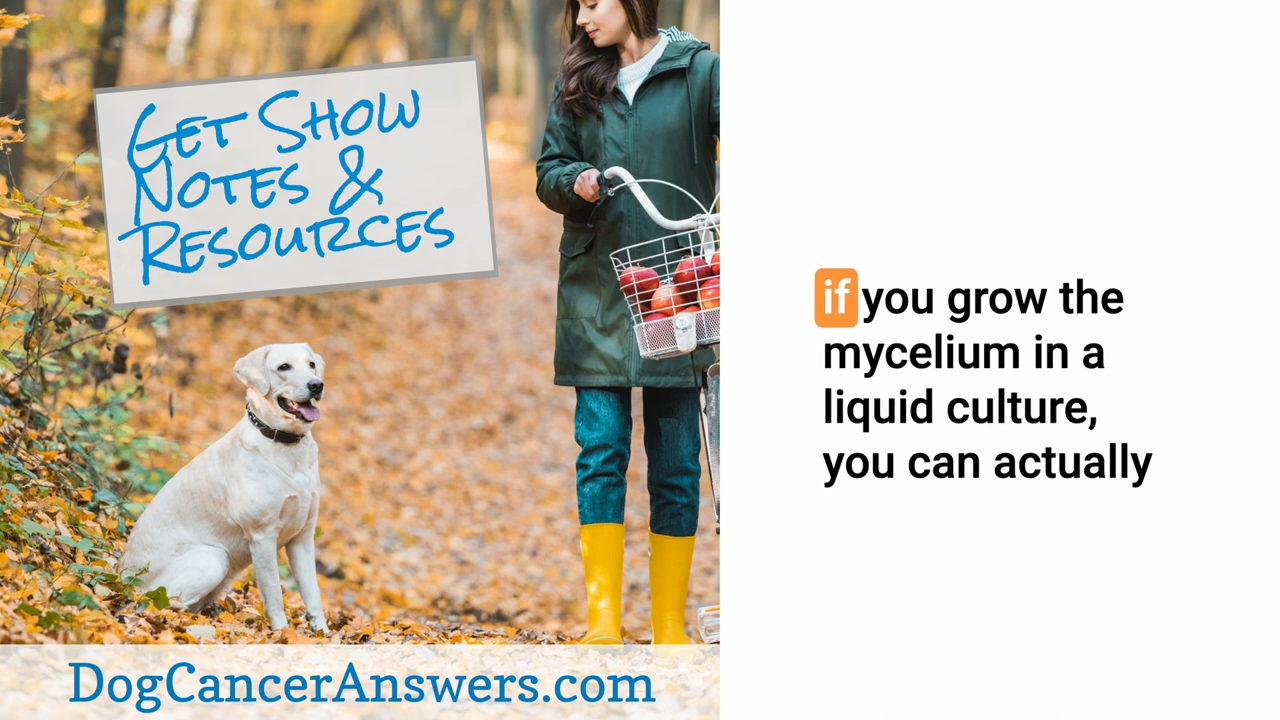 Get Show
Notes &
Resources
DogCancerAnswers.com
if you grow the
mycelium in a
liquid culture,
you can actually